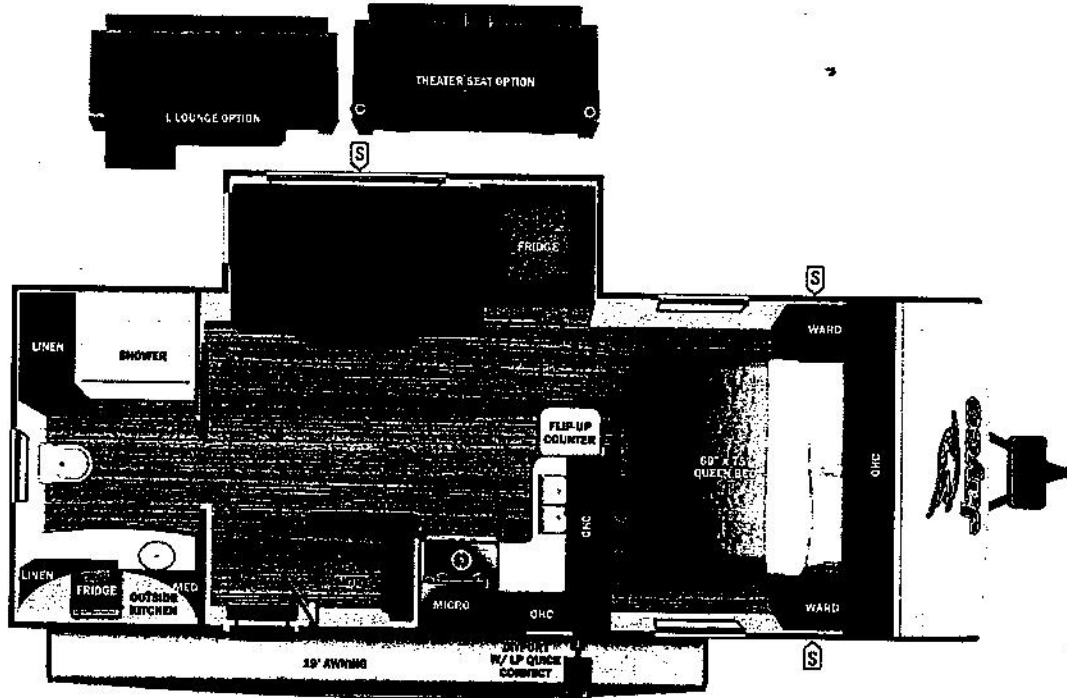 L LOUNGE OPTION
THEATER SEAT OPTION
S
FRIDGE
S
LINEN
SHOWER
WARD
FLIP-UP
COUNTER
QUEEN BED
OHC
OHC
JAYCO
LINEN
FRIDGE
OUTSIDE
KITCHEN
MED
MICRO
OHC
WARD
19' AWNING
W/ LP QUICK
CONNECT
S